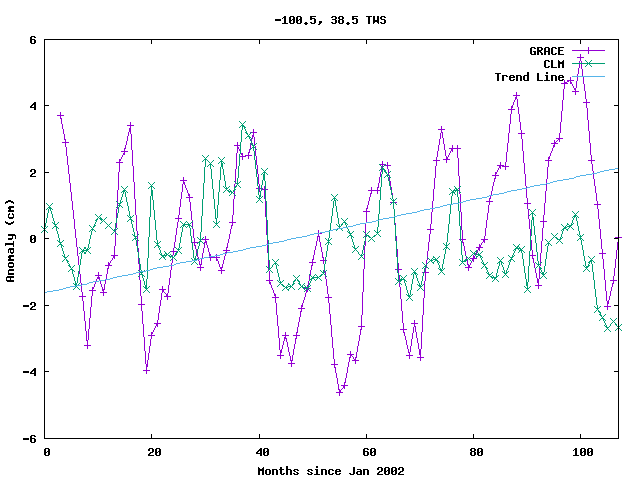 -100.5, 38.5 TWS
GRACE
CLM
Trend Line
6
4
2
0
-2
-4
-6
Anomaly (cm)
0 20 40 60 80 100
Months since Jan 2002